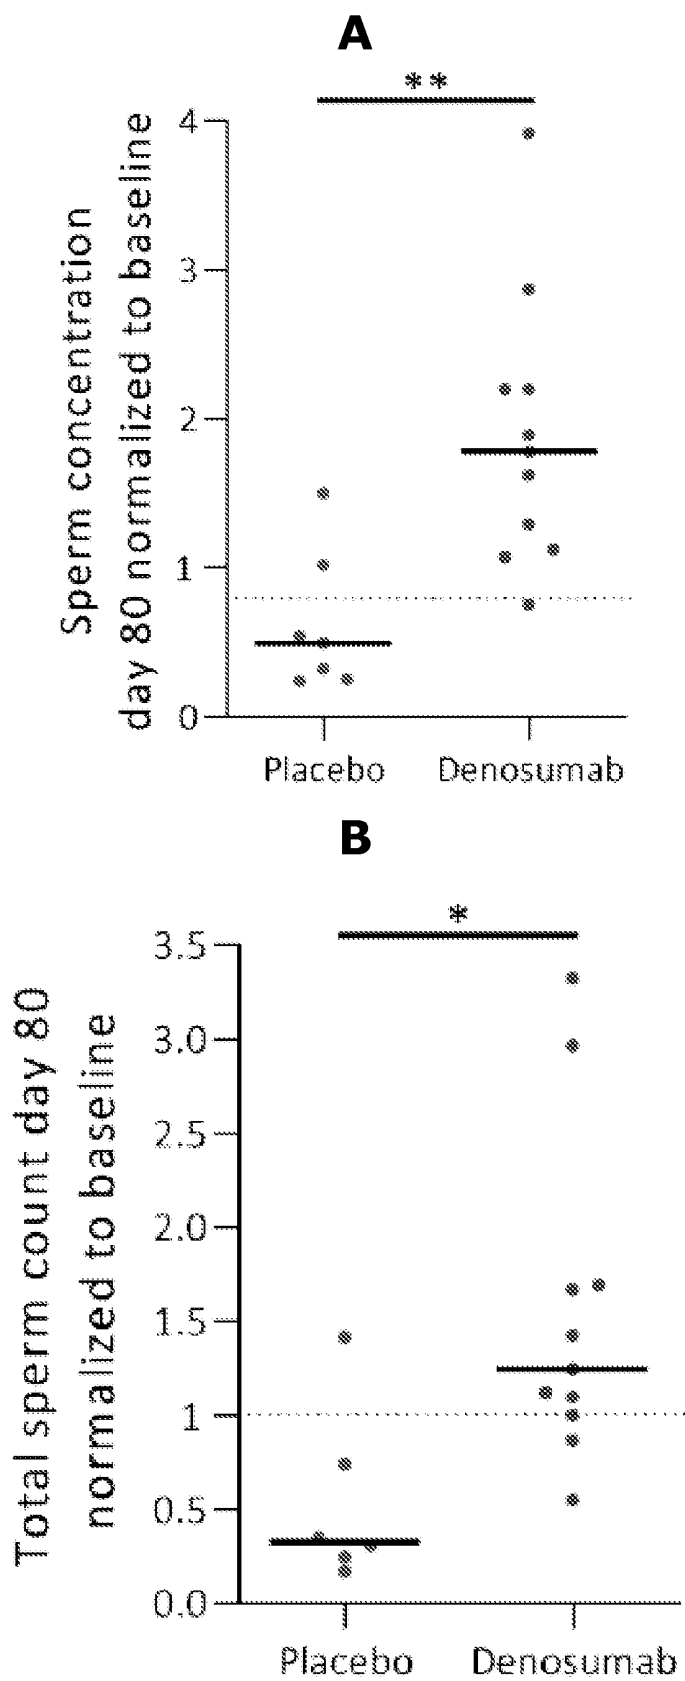 A
**
Sperm concentration
day 80 normalized to baseline
4
3
2
1
0
Placebo Denosumab
B
*
Total sperm count day 80
normalized to baseline
3.5
3.0
2.5
2.0
1.5
1
0.5
0.0
Placebo Denosumab